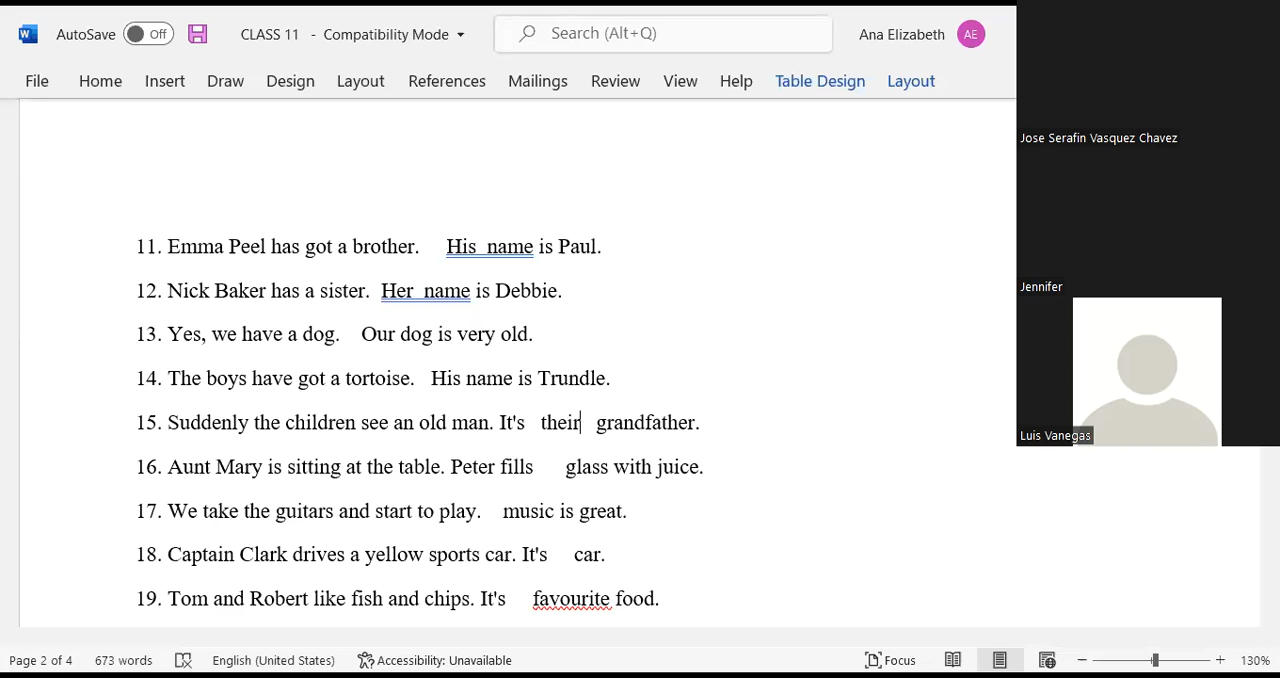 AutoSave Off CLASS 11 - Compatibility Mode Search (Alt+Q) Ana Elizabeth AE
File Home Insert Draw Design Layout References Mailings Review View Help Table Design Layout
Jose Serafin Vasquez Chavez
11. Emma Peel has got a brother. His name is Paul.
12. Nick Baker has a sister. Her name is Debbie.
Jennifer
13. Yes, we have a dog. Our dog is very old.
14. The boys have got a tortoise. His name is Trundle.
15. Suddenly the children see an old man. It's their grandfather.
Luis Vanegas
16. Aunt Mary is sitting at the table. Peter fills glass with juice.
17. We take the guitars and start to play. music is great.
18. Captain Clark drives a yellow sports car. It's car.
19. Tom and Robert like fish and chips. It's favourite food.
Page 2 of 4 673 words English (United States) Accessibility: Unavailable Focus 130%